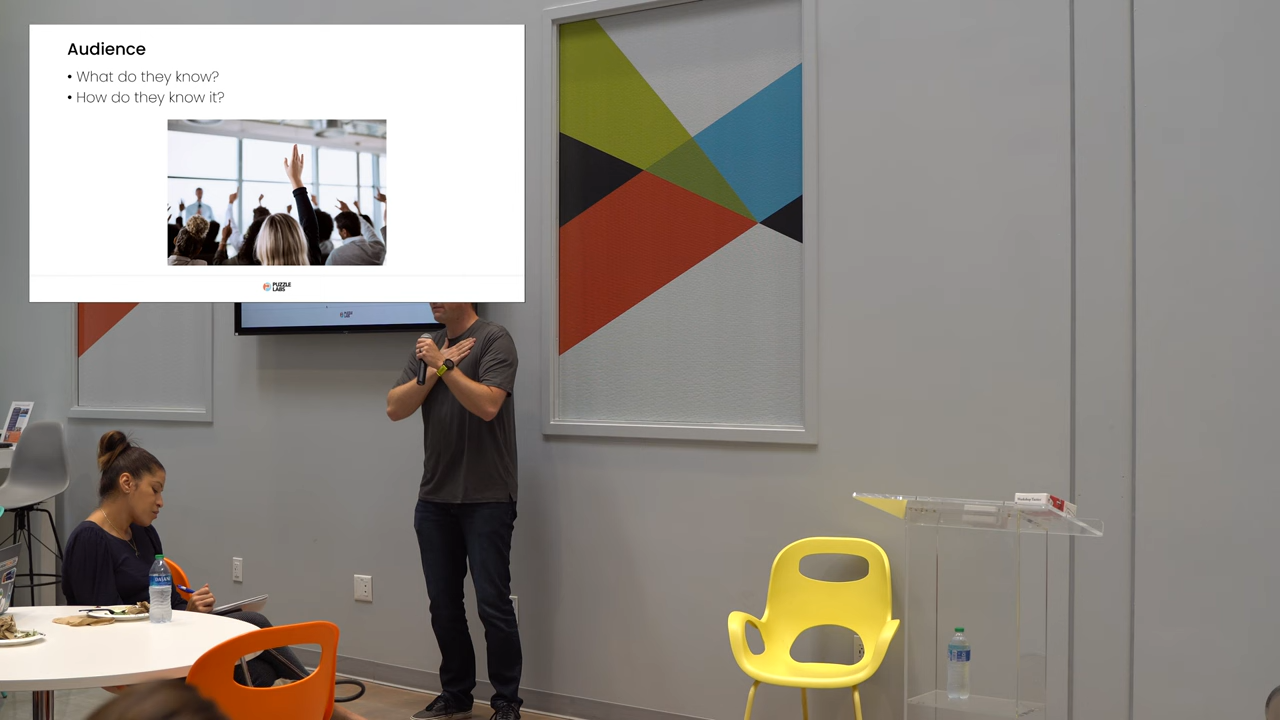 Audience
• What do they know?
• How do they know it?
PUZZLE
LABS
DASANI